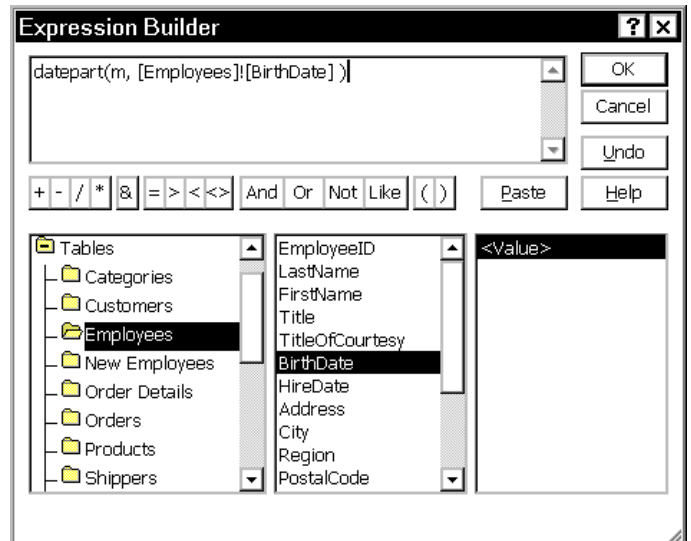 Expression Builder ? ×
datepart(m, [Employees]![BirthDate] )
OK
Cancel
Undo
+ - / * & = > < <> And Or Not Like ( ) Paste Help
Tables
Categories
Customers
Employees
New Employees
Order Details
Orders
Products
Shippers
EmployeeID
LastName
FirstName
Title
TitleOfCourtesy
BirthDate
HireDate
Address
City
Region
PostalCode
<Value>